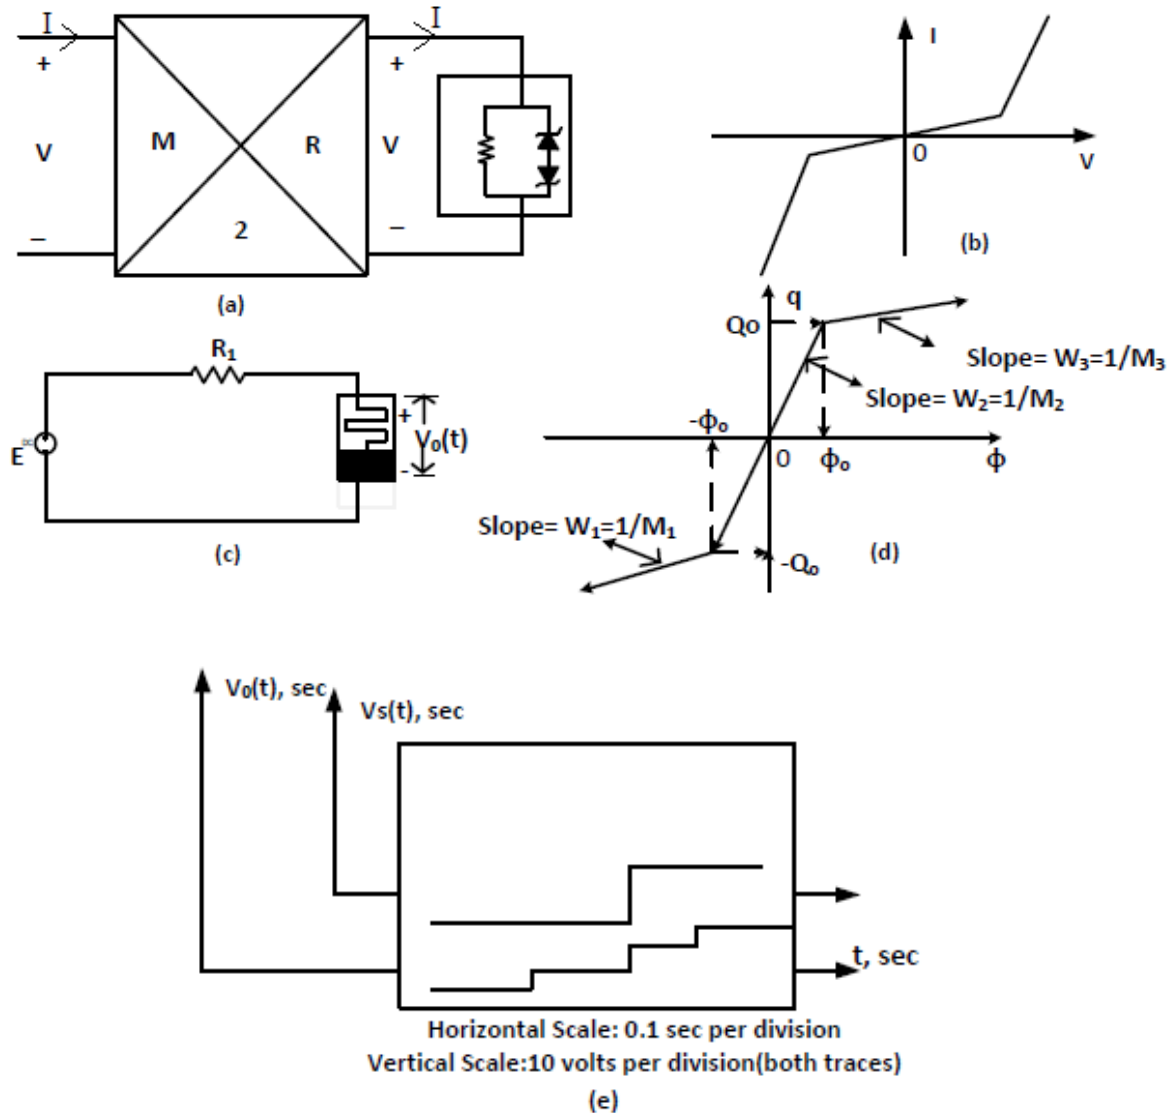 I
I
+
+
M
R
V
V
2
–
–
(a)
I
0
V
(b)
R₁
E
+
V₀(t)
-
(c)
q
Qo
Slope= W₃=1/M₃
Slope= W₂=1/M₂
-ϕₒ
0
ϕₒ
ϕ
Slope= W₁=1/M₁
-Qₒ
(d)
V₀(t), sec
Vs(t), sec
t, sec
Horizontal Scale: 0.1 sec per division
Vertical Scale:10 volts per division(both traces)
(e)